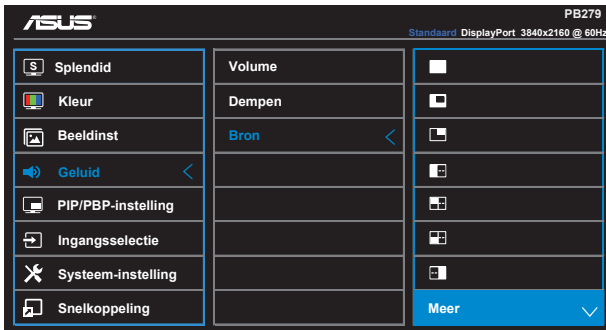 ASUS
PB279
Standaard DisplayPort 3840x2160 @ 60Hz
S Splendid
Kleur
Beeldinst
Geluid
PIP/PBP-instelling
Ingangsselectie
Systeem-instelling
Snelkoppeling
Volume
Dempen
Bron
Meer